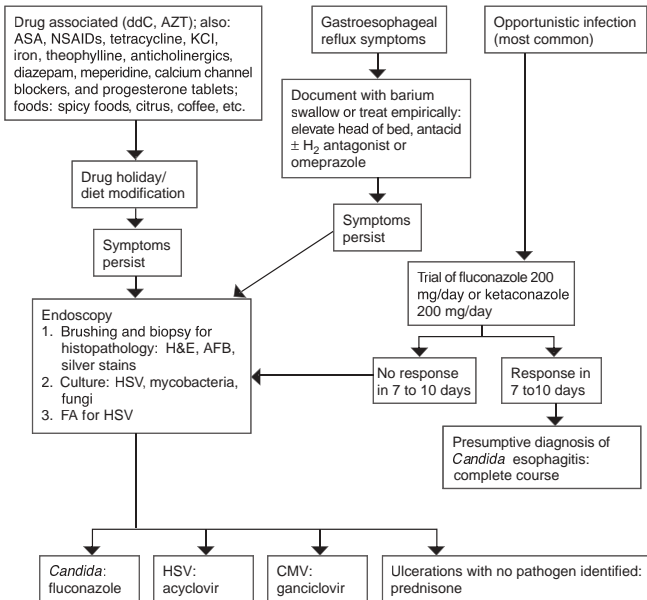 Drug associated (ddC, AZT); also:
ASA, NSAIDs, tetracycline, KCI,
iron, theophylline, anticholinergics,
diazepam, meperidine, calcium channel
blockers, and progesterone tablets;
foods: spicy foods, citrus, coffee, etc.
Gastroesophageal
reflux symptoms
Opportunistic infection
(most common)
Document with barium
swallow or treat empirically:
elevate head of bed, antacid
± H2 antagonist or
omeprazole
Drug holiday/
diet modification
Symptoms
persist
Symptoms
persist
Trial of fluconazole 200
mg/day or ketaconazole
200 mg/day
Endoscopy
1. Brushing and biopsy for
histopathology: H&E, AFB,
silver stains
2. Culture: HSV, mycobacteria,
fungi
3. FA for HSV
No response
in 7 to 10 days
Response in
7 to10 days
Presumptive diagnosis of
Candida esophagitis:
complete course
Candida:
fluconazole
HSV:
acyclovir
CMV:
ganciclovir
Ulcerations with no pathogen identified:
prednisone